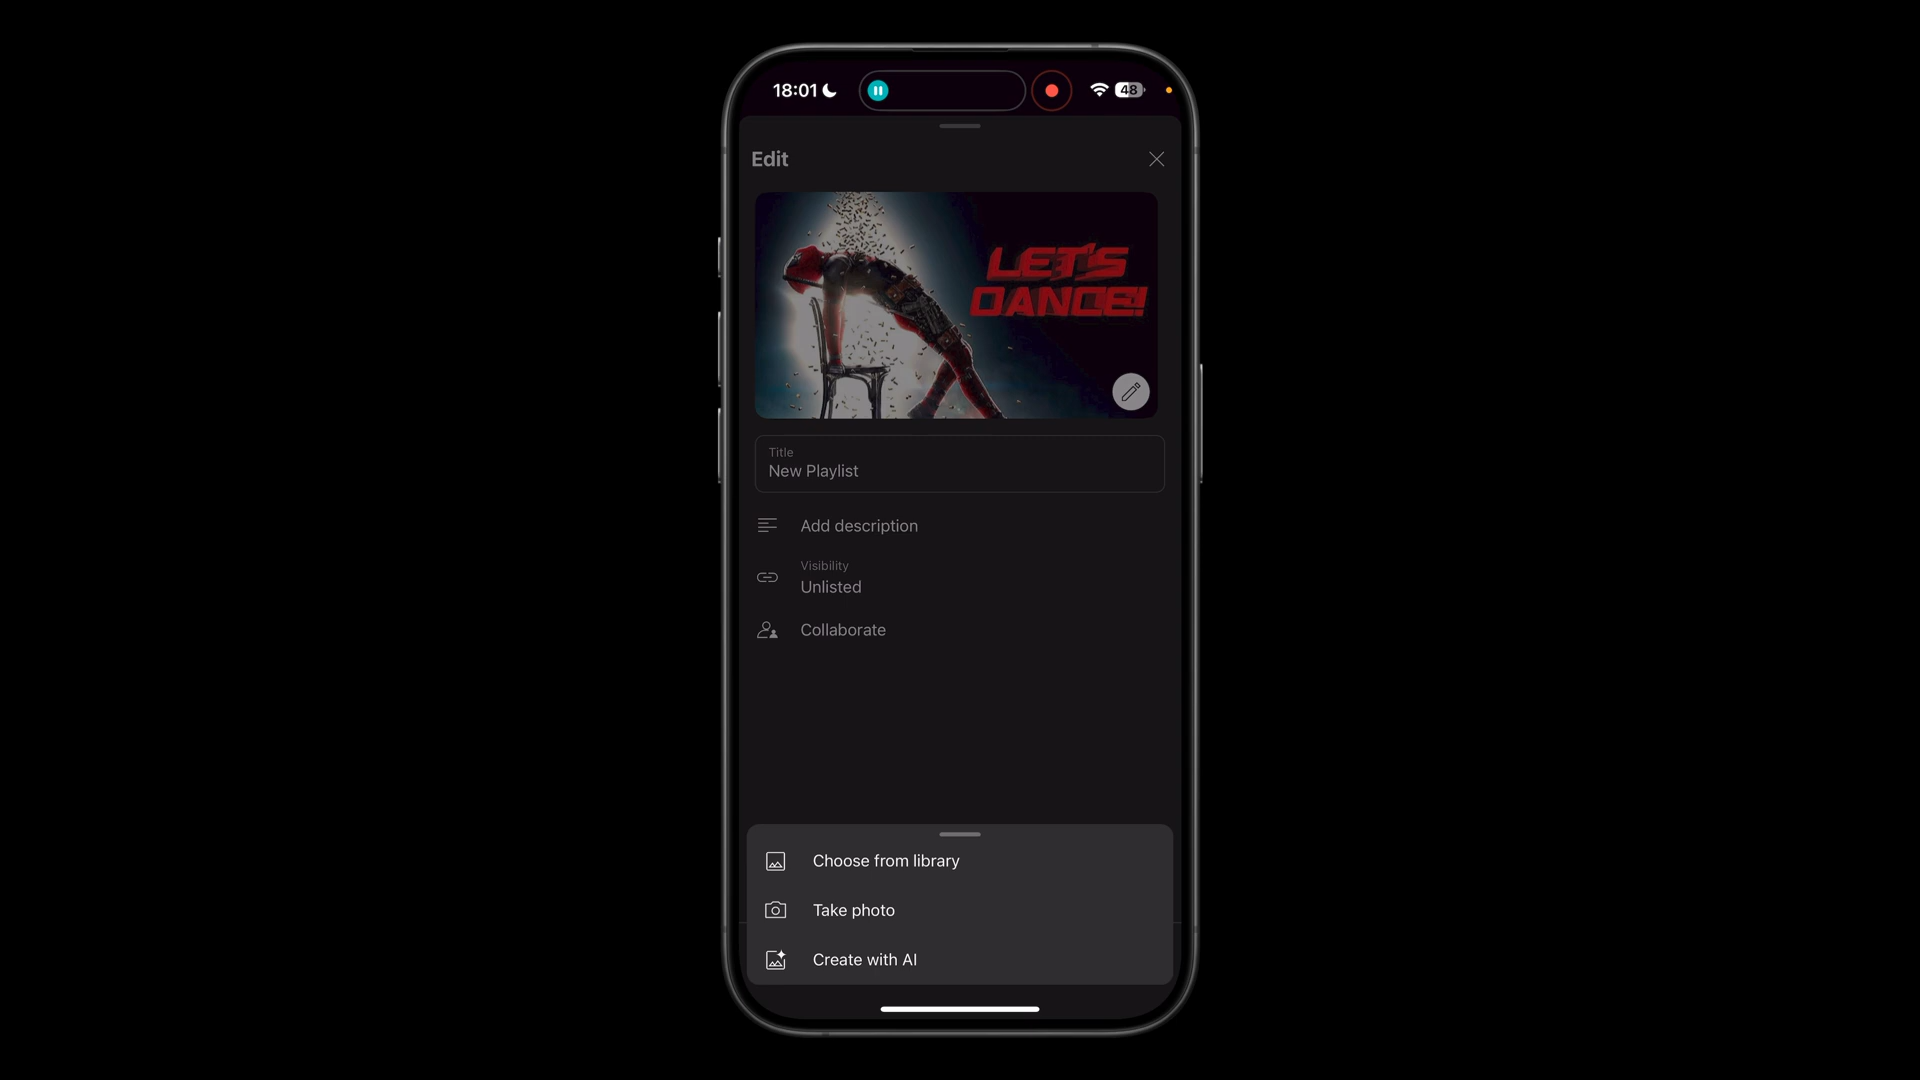 18:01
48
Edit
LET'S
DANCE!
Title
New Playlist
Add description
Visibility
Unlisted
Collaborate
Choose from library
Take photo
Create with AI